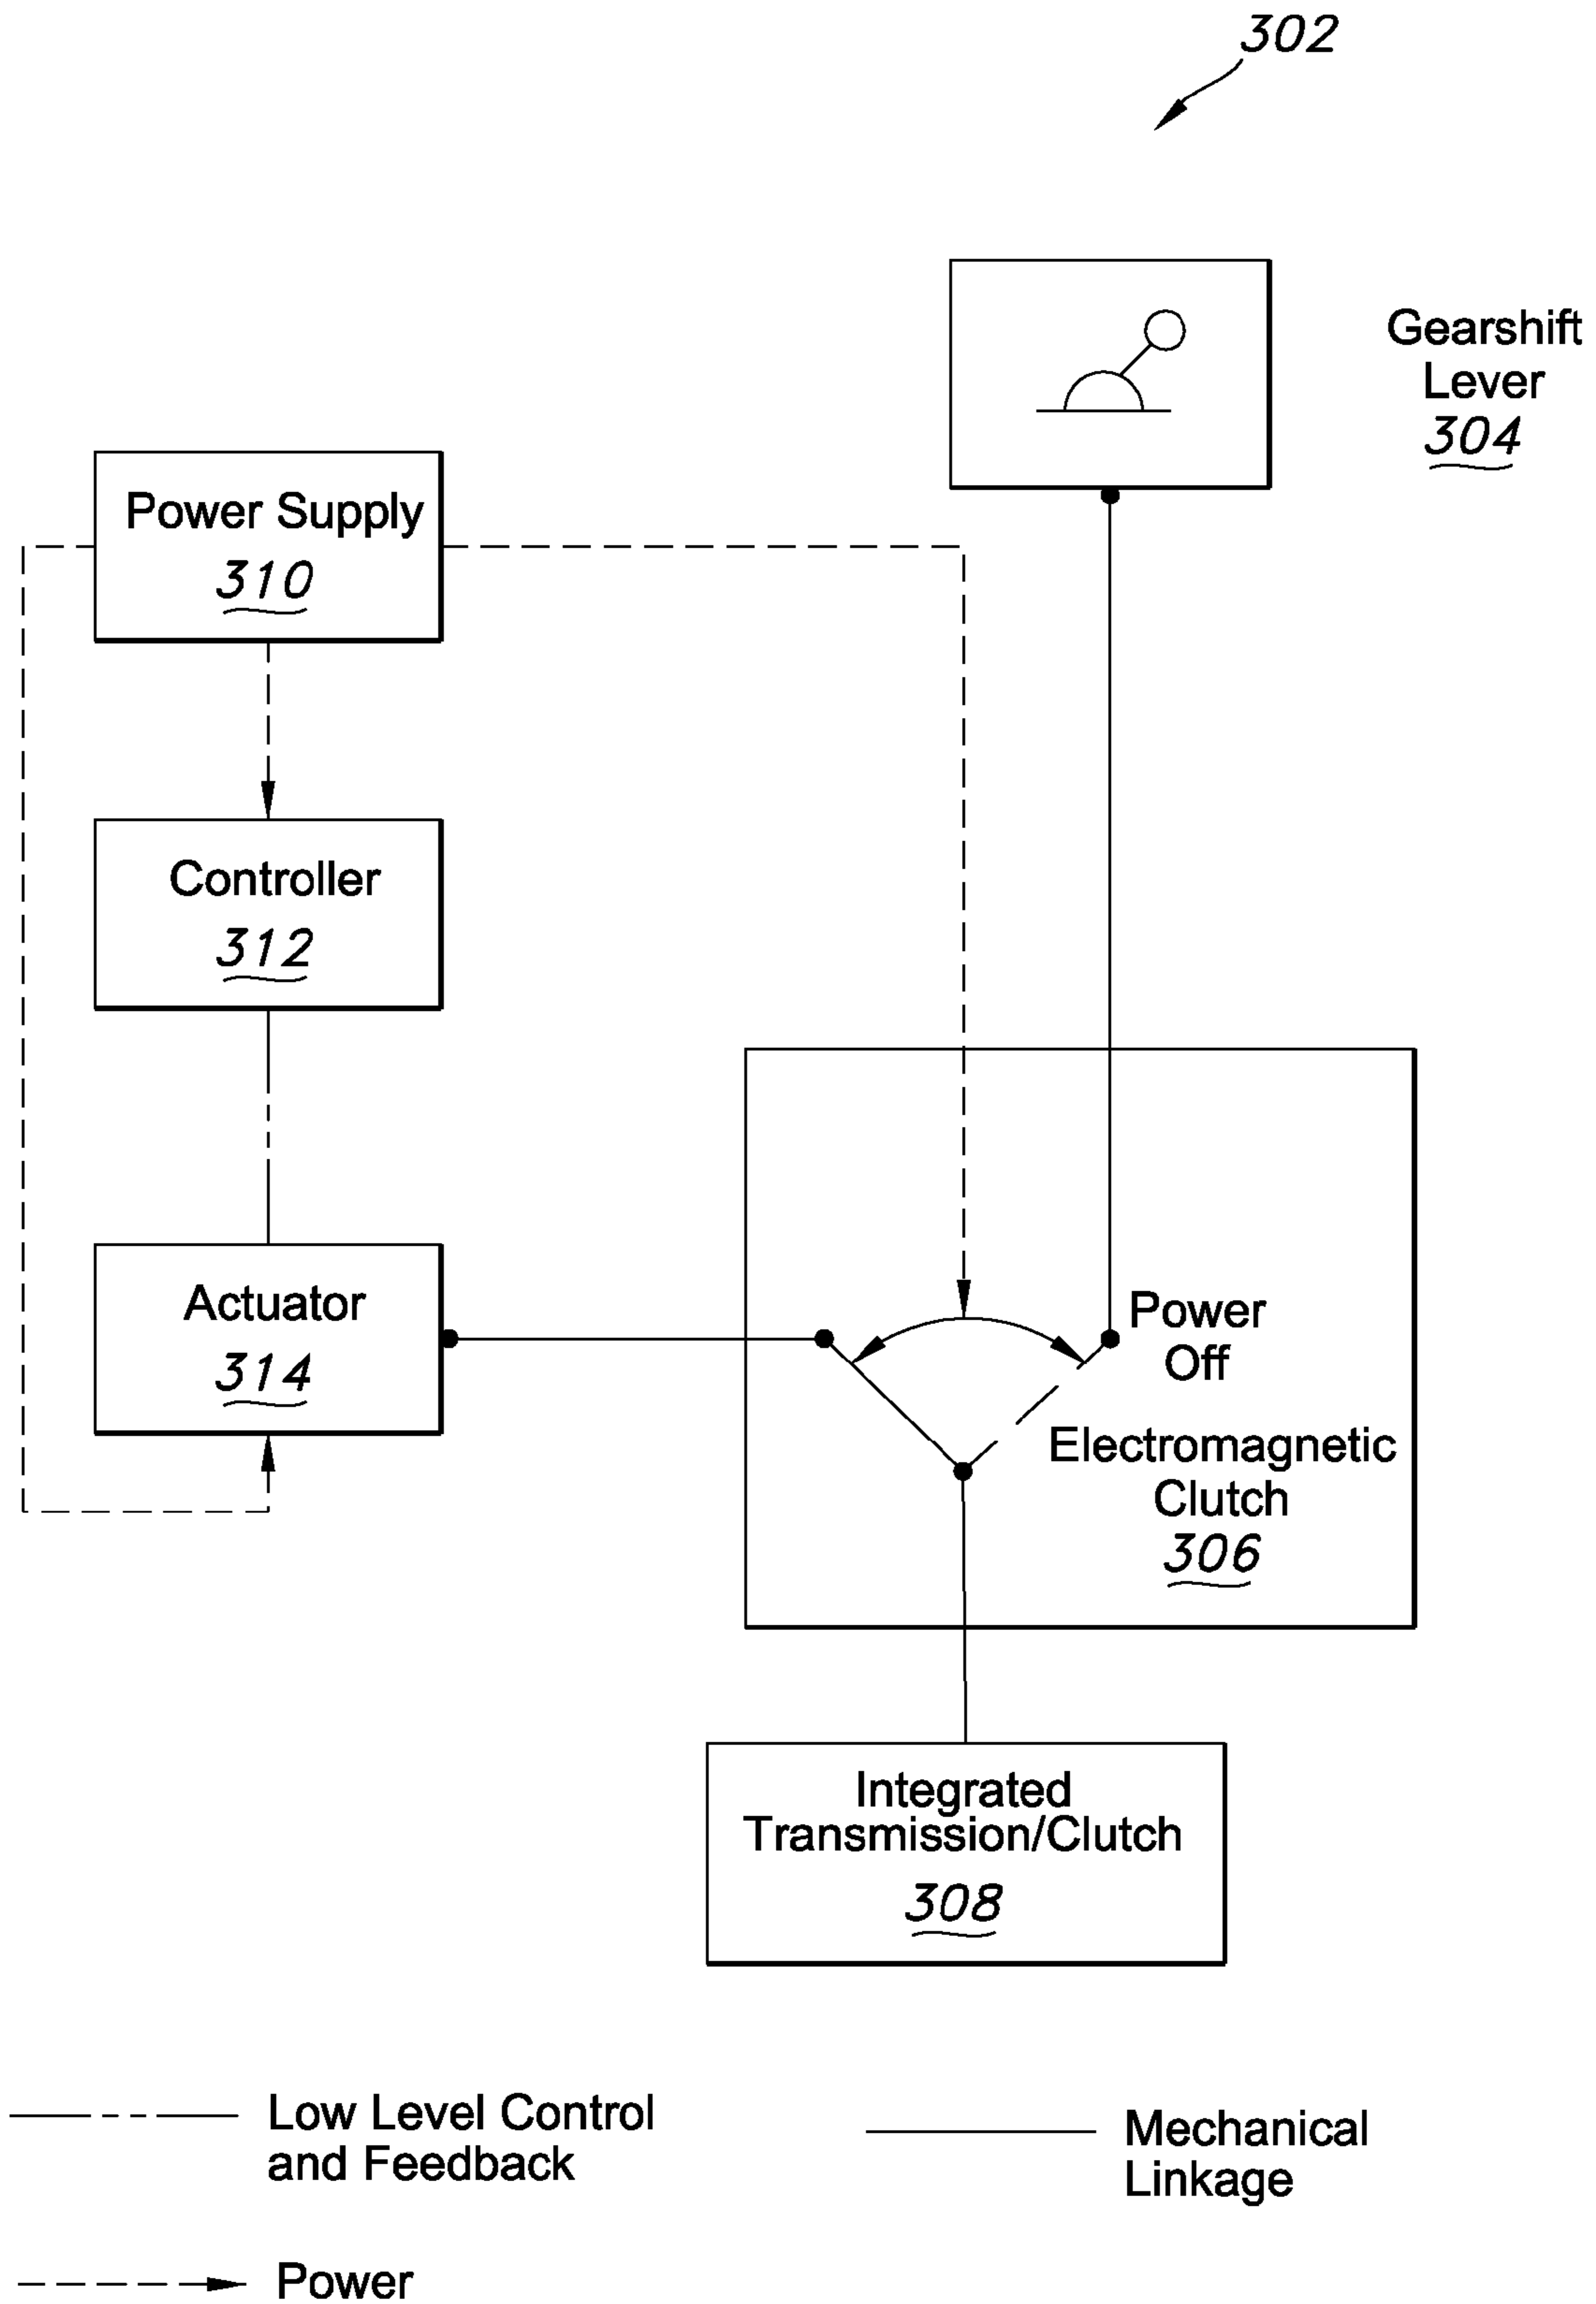 302
Gearshift
Lever
304
Power Supply
310
Controller
312
Actuator
314
Power
Off
Electromagnetic
Clutch
306
Integrated
Transmission/Clutch
308
Low Level Control
and Feedback
Mechanical
Linkage
Power